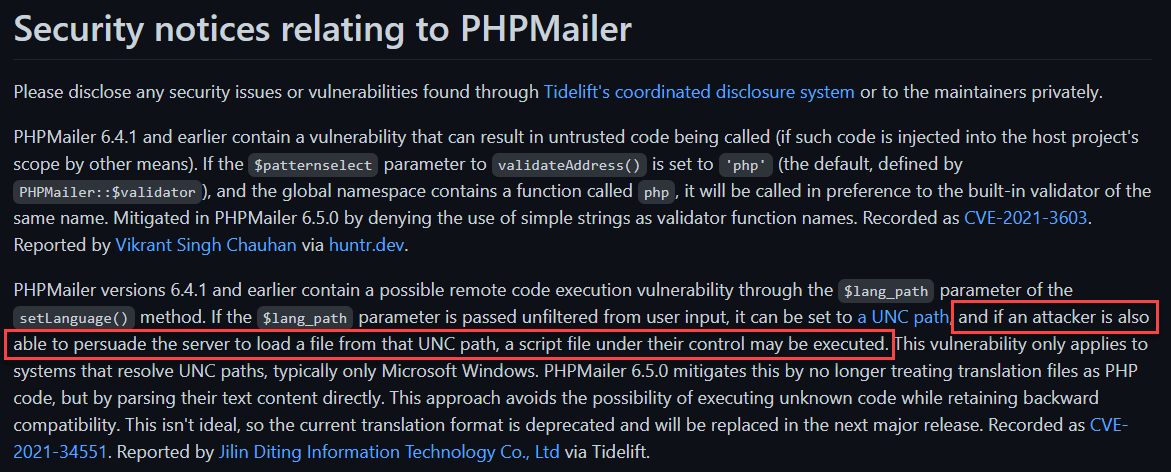 Security notices relating to PHPMailer
Please disclose any security issues or vulnerabilities found through Tidelift's coordinated disclosure system or to the maintainers privately.
PHPMailer 6.4.1 and earlier contain a vulnerability that can result in untrusted code being called (if such code is injected into the host project's
scope by other means). If the $patternselect parameter to validateAddress() is set to 'php' (the default, defined by
PHPMailer::$validator), and the global namespace contains a function called php, it will be called in preference to the built-in validator of the
same name. Mitigated in PHPMailer 6.5.0 by denying the use of simple strings as validator function names. Recorded as CVE-2021-3603.
Reported by Vikrant Singh Chauhan via huntr.dev.
PHPMailer versions 6.4.1 and earlier contain a possible remote code execution vulnerability through the $lang_path parameter of the
setLanguage() method. If the $lang_path parameter is passed unfiltered from user input, it can be set to a UNC path, and if an attacker is also
able to persuade the server to load a file from that UNC path, a script file under their control may be executed. This vulnerability only applies to
systems that resolve UNC paths, typically only Microsoft Windows. PHPMailer 6.5.0 mitigates this by no longer treating translation files as PHP
code, but by parsing their text content directly. This approach avoids the possibility of executing unknown code while retaining backward
compatibility. This isn't ideal, so the current translation format is deprecated and will be replaced in the next major release. Recorded as CVE-
2021-34551. Reported by Jilin Diting Information Technology Co., Ltd via Tidelift.